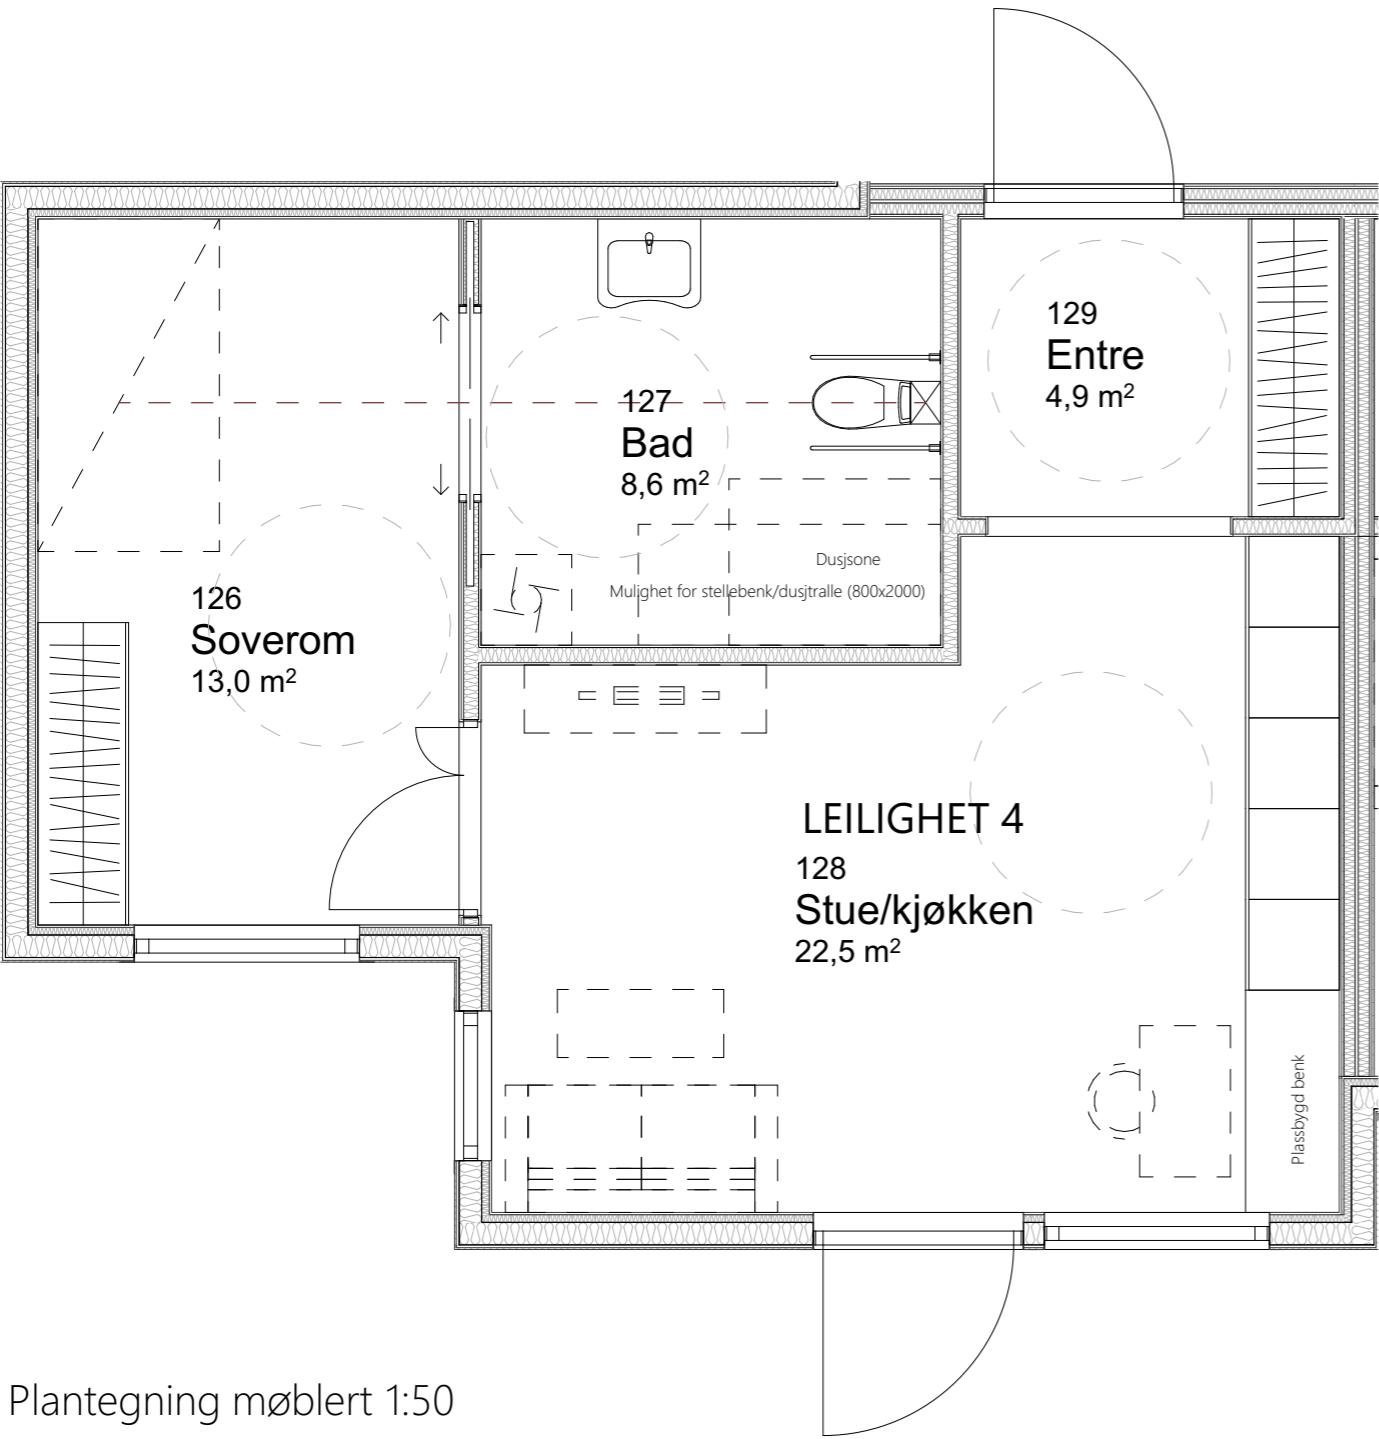 129
Entre
4,9 m²
127
Bad
8,6 m²
Dusjsone
Mulighet for stellebenk/dusjtralle (800x2000)
126
Soverom
13,0 m²
LEILIGHET 4
128
Stue/kjøkken
22,5 m²
Plassbygd benk
Plantegning møblert 1:50